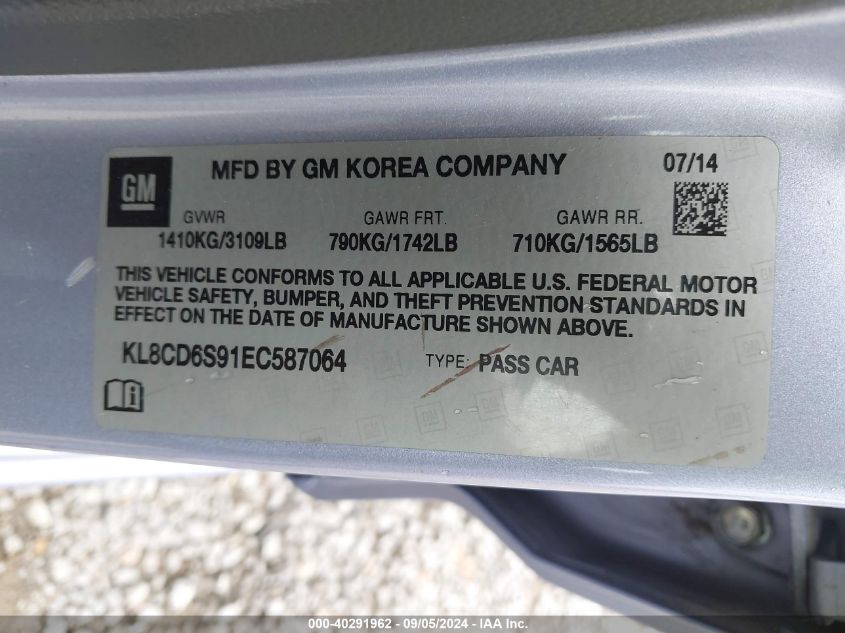 GM
MFD BY GM KOREA COMPANY 07/14
GVWR GAWR FRT. GAWR RR.
1410KG/3109LB 790KG/1742LB 710KG/1565LB
THIS VEHICLE CONFORMS TO ALL APPLICABLE U.S. FEDERAL MOTOR
VEHICLE SAFETY, BUMPER, AND THEFT PREVENTION STANDARDS IN
EFFECT ON THE DATE OF MANUFACTURE SHOWN ABOVE.
KL8CD6S91EC587064 TYPE: PASS CAR
000-40291962 - 09/05/2024 - IAA Inc.